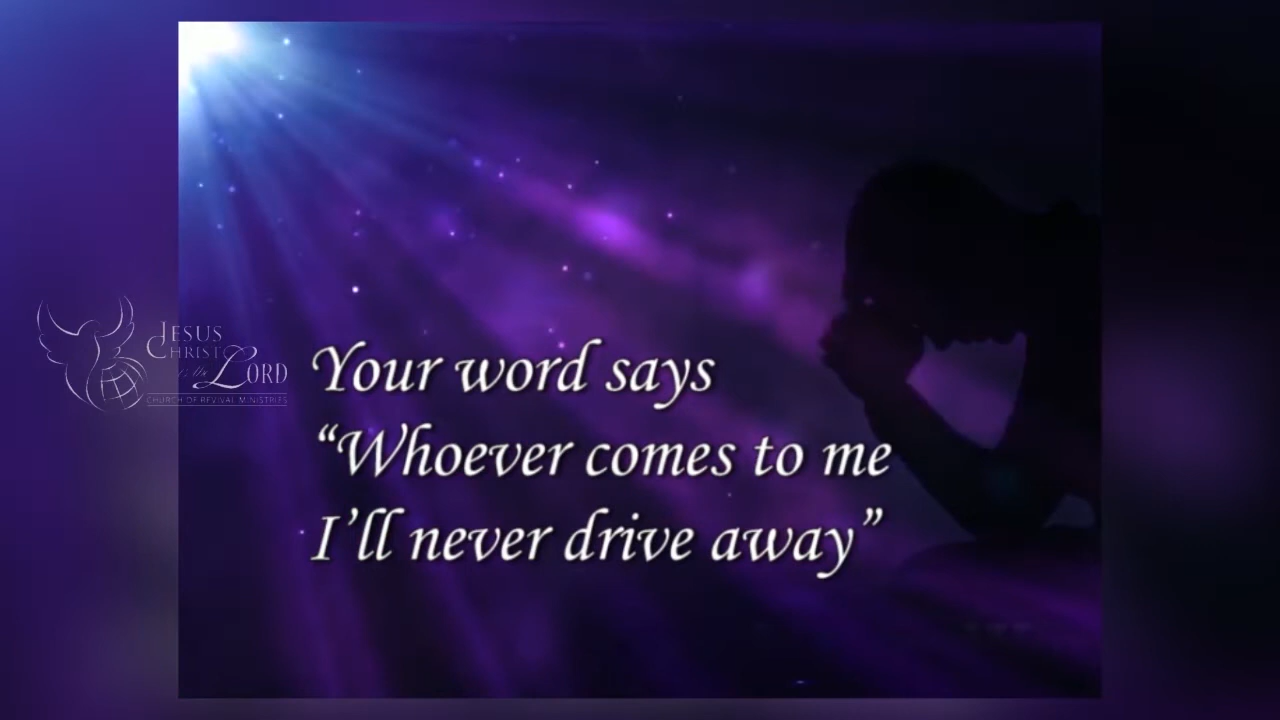 JESUS
CHRIST
is the LORD
CHURCH OF REVIVAL MINISTRIES
Your word says
“Whoever comes to me
I’ll never drive away”